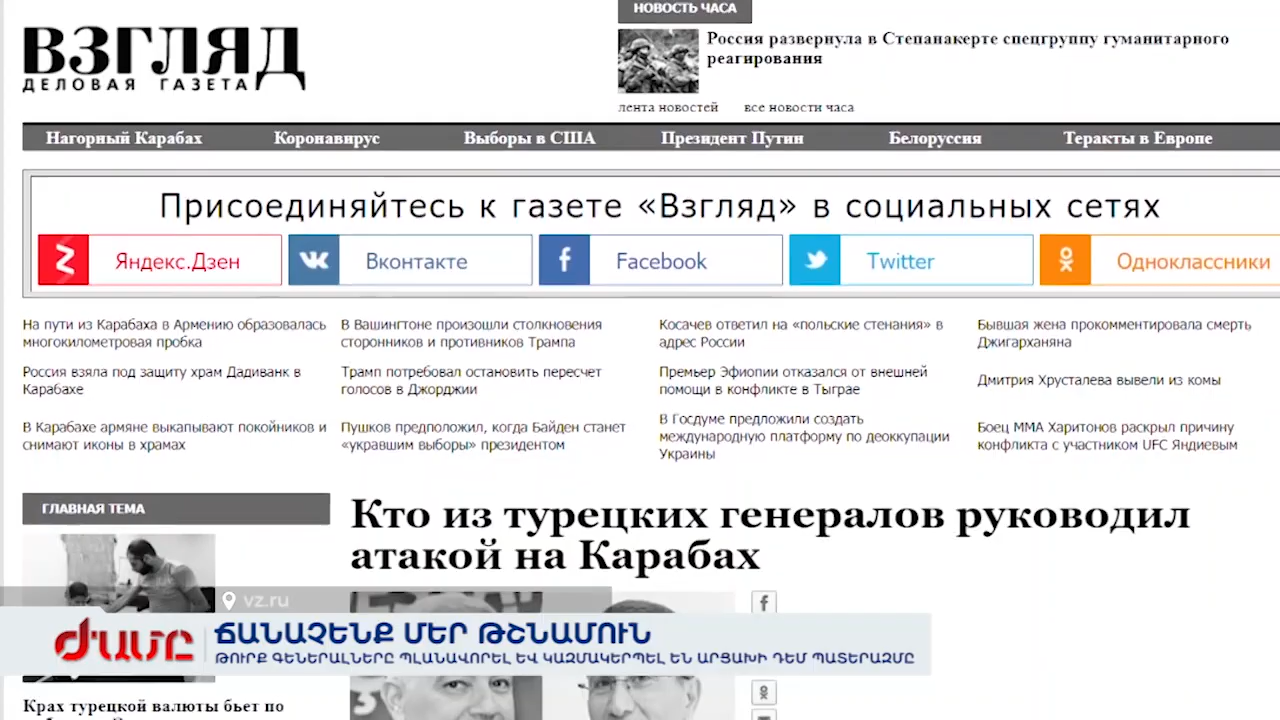 ВЗГЛЯД
ДЕЛОВАЯ ГАЗЕТА
НОВОСТЬ ЧАСА
Россия развернула в Степанакерте спецгруппу гуманитарного
реагирования
лента новостей все новости часа
Нагорный Карабах Коронавирус Выборы в США Президент Путин Белоруссия Теракты в Европе
Присоединяйтесь к газете «Взгляд» в социальных сетях
Яндекс.Дзен Вконтакте Facebook Twitter Одноклассники
На пути из Карабаха в Армению образовалась
многокилометровая пробка
Россия взяла под защиту храм Дадиванк в
Карабахе
В Карабахе армяне выкапывают покойников и
снимают иконы в храмах
В Вашингтоне произошли столкновения
сторонников и противников Трампа
Трамп потребовал остановить пересчет
голосов в Джорджии
Пушков предположил, когда Байден станет
«укравшим выборы» президентом
Косачев ответил на «польские стенания» в
адрес России
Премьер Эфиопии отказался от внешней
помощи в конфликте в Тыграе
В Госдуме предложили создать
международную платформу по деоккупации
Украины
Бывшая жена прокомментировала смерть
Джигарханяна
Дмитрия Хрусталева вывели из комы
Боец ММА Харитонов раскрыл причину
конфликта с участником UFC Яндиевым
ГЛАВНАЯ ТЕМА
Кто из турецких генералов руководил
атакой на Карабах
vz.ru
ԺԱՄԸ
ՃԱՆԱՉԵՆՔ ՄԵՐ ԹՇՆԱՄՈՒՆ
ԹՈՒՐՔ ԳԵՆԵՐԱԼՆԵՐԸ ՊԼԱՆԱՎՈՐԵԼ ԵՎ ԿԱԶՄԱԿԵՐՊԵԼ ԵՆ ԱՐՑԱԽԻ ԴԵՄ ՊԱՏԵՐԱԶՄԸ
Крах турецкой валюты бьет по